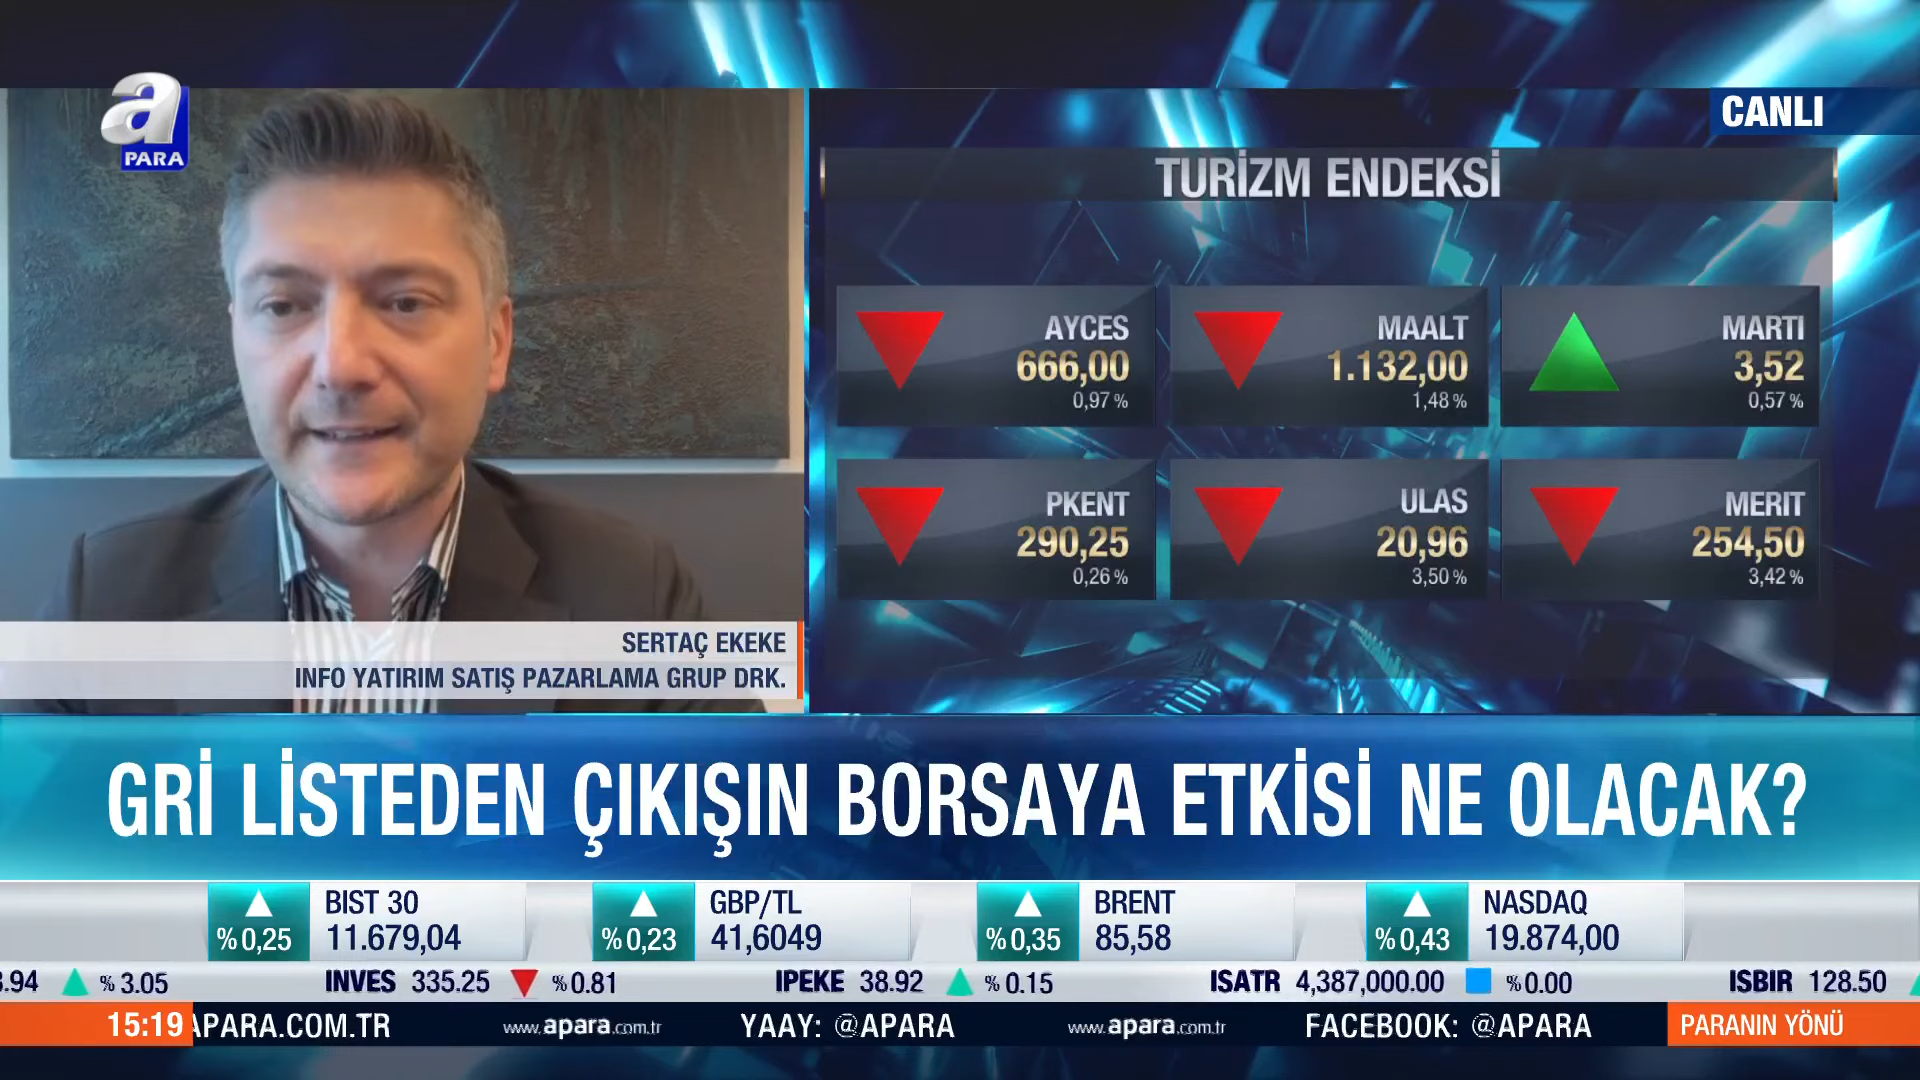 a
PARA
CANLI
TURİZM ENDEKSİ
AYCES
666,00
0,97 %
MAALT
1.132,00
1,48 %
MARTI
3,52
0,57 %
PKENT
290,25
0,26 %
ULAS
20,96
3,50 %
MERIT
254,50
3,42 %
SERTAÇ EKEKE
INFO YATIRIM SATIŞ PAZARLAMA GRUP DRK.
GRİ LİSTEDEN ÇIKIŞIN BORSAYA ETKİSİ NE OLACAK?
%0,25 BIST 30 11.679,04
%0,23 GBP/TL 41,6049
%0,35 BRENT 85,58
%0,43 NASDAQ 19.874,00
3.94 %3.05 INVES 335.25 %0.81 IPEKE 38.92 %0.15 ISATR 4,387,000.00 %0.00 ISBIR 128.50
15:19 APARA.COM.TR www.apara.com.tr YAAY: @APARA www.apara.com.tr FACEBOOK: @APARA PARANIN YÖNÜ